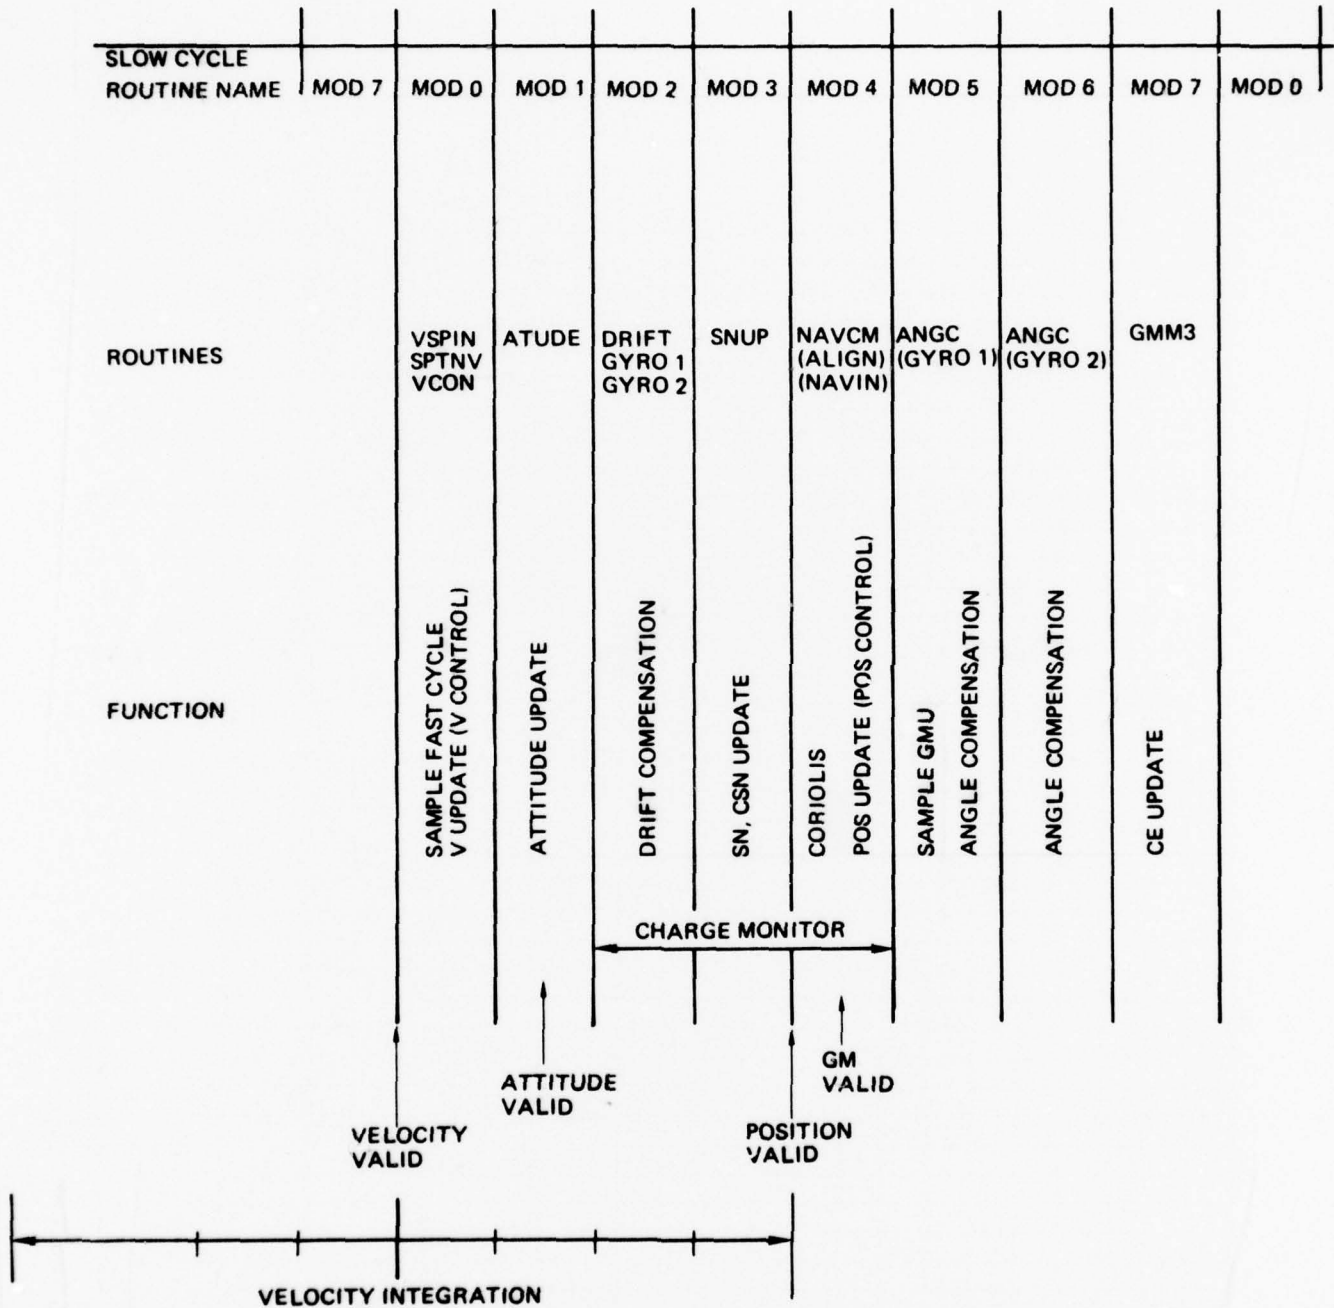 SLOW CYCLE
ROUTINE NAME
MOD 7
MOD 0
MOD 1
MOD 2
MOD 3
MOD 4
MOD 5
MOD 6
MOD 7
MOD 0
ROUTINES
VSPIN
SPTNV
VCON
ATUDE
DRIFT
GYRO 1
GYRO 2
SNUP
NAVCM
(ALIGN)
(NAVIN)
ANGC
(GYRO 1)
ANGC
(GYRO 2)
GMM3
FUNCTION
SAMPLE FAST CYCLE
V UPDATE (V CONTROL)
ATTITUDE UPDATE
DRIFT COMPENSATION
SN, CSN UPDATE
CORIOLIS
POS UPDATE (POS CONTROL)
SAMPLE GMU
ANGLE COMPENSATION
ANGLE COMPENSATION
CE UPDATE
CHARGE MONITOR
GM
VALID
ATTITUDE
VALID
VELOCITY
VALID
POSITION
VALID
VELOCITY INTEGRATION